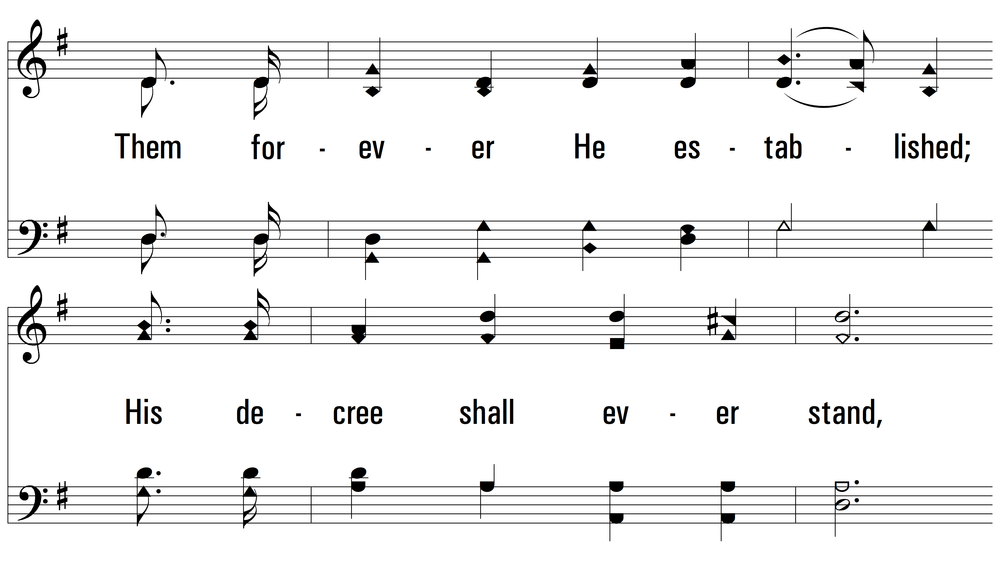 Them for - ev - er He es - tab - lished;
His de - cree shall ev - er stand,